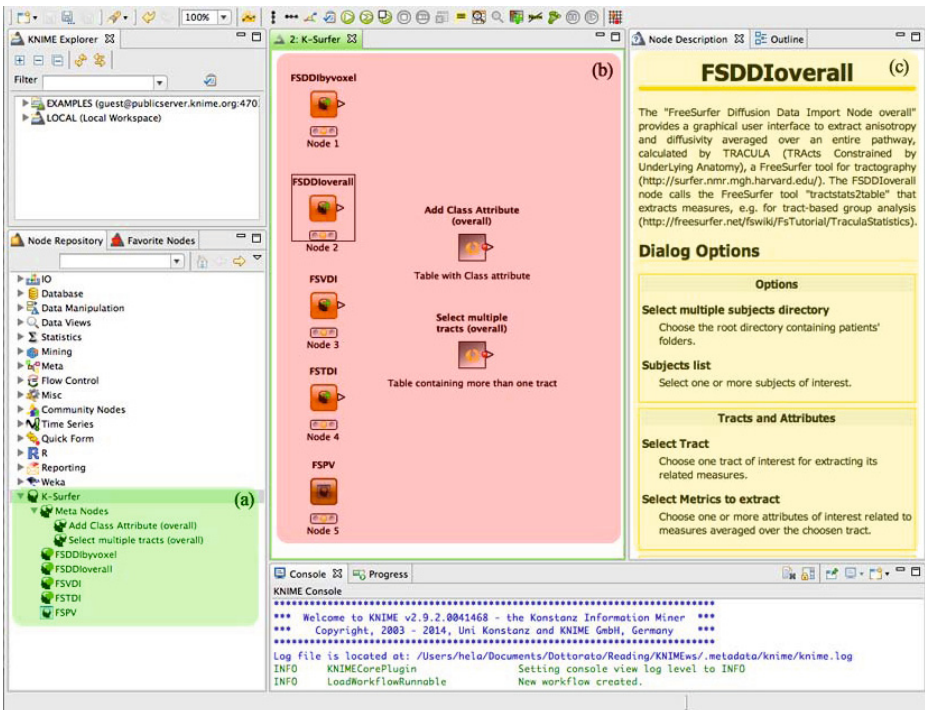 100%
KNIME Explorer
Filter
EXAMPLES (guest@publicserver.knime.org:470
LOCAL (Local Workspace)
Node Repository
Favorite Nodes
IO
Database
Data Manipulation
Data Views
Statistics
Mining
Meta
Flow Control
Misc
Community Nodes
Time Series
Quick Form
R
Reporting
Weka
K-Surfer
(a)
Meta Nodes
Add Class Attribute (overall)
Select multiple tracts (overall)
FSDDIbyvoxel
FSDDIoverall
FSVDI
FSTDI
FSPV
2: K-Surfer
(b)
FSDDIbyvoxel
Node 1
FSDDIoverall
Node 2
FSVDI
Node 3
FSTDI
Node 4
FSPV
Node 5
Add Class Attribute
(overall)
Table with Class attribute
Select multiple
tracts (overall)
Table containing more than one tract
Node Description
Outline
FSDDIoverall
(c)
The "FreeSurfer Diffusion Data Import Node overall"
provides a graphical user interface to extract anisotropy
and diffusivity averaged over an entire pathway,
calculated by TRACULA (TRActs Constrained by
UnderLying Anatomy), a FreeSurfer tool for tractography
(http://surfer.nmr.mgh.harvard.edu/). The FSDDIoverall
node calls the FreeSurfer tool "tractstats2table" that
extracts measures, e.g. for tract-based group analysis
(http://freesurfer.net/fswiki/FsTutorial/TraculaStatistics).
Dialog Options
Options
Select multiple subjects directory
Choose the root directory containing patients'
folders.
Subjects list
Select one or more subjects of interest.
Tracts and Attributes
Select Tract
Choose one tract of interest for extracting its
related measures.
Select Metrics to extract
Choose one or more attributes of interest related to
measures averaged over the choosen tract.
Console
Progress
KNIME Console
*** Welcome to KNIME v2.9.2.0041468 - the Konstanz Information Miner ***
*** Copyright, 2003 - 2014, Uni Konstanz and KNIME GmbH, Germany ***
Log file is located at: /Users/hela/Documents/Dottorato/Reading/KNIMEws/.metadata/knime/knime.log
INFO KNIMECorePlugin Setting console view log level to INFO
INFO LoadWorkflowRunnable New workflow created.